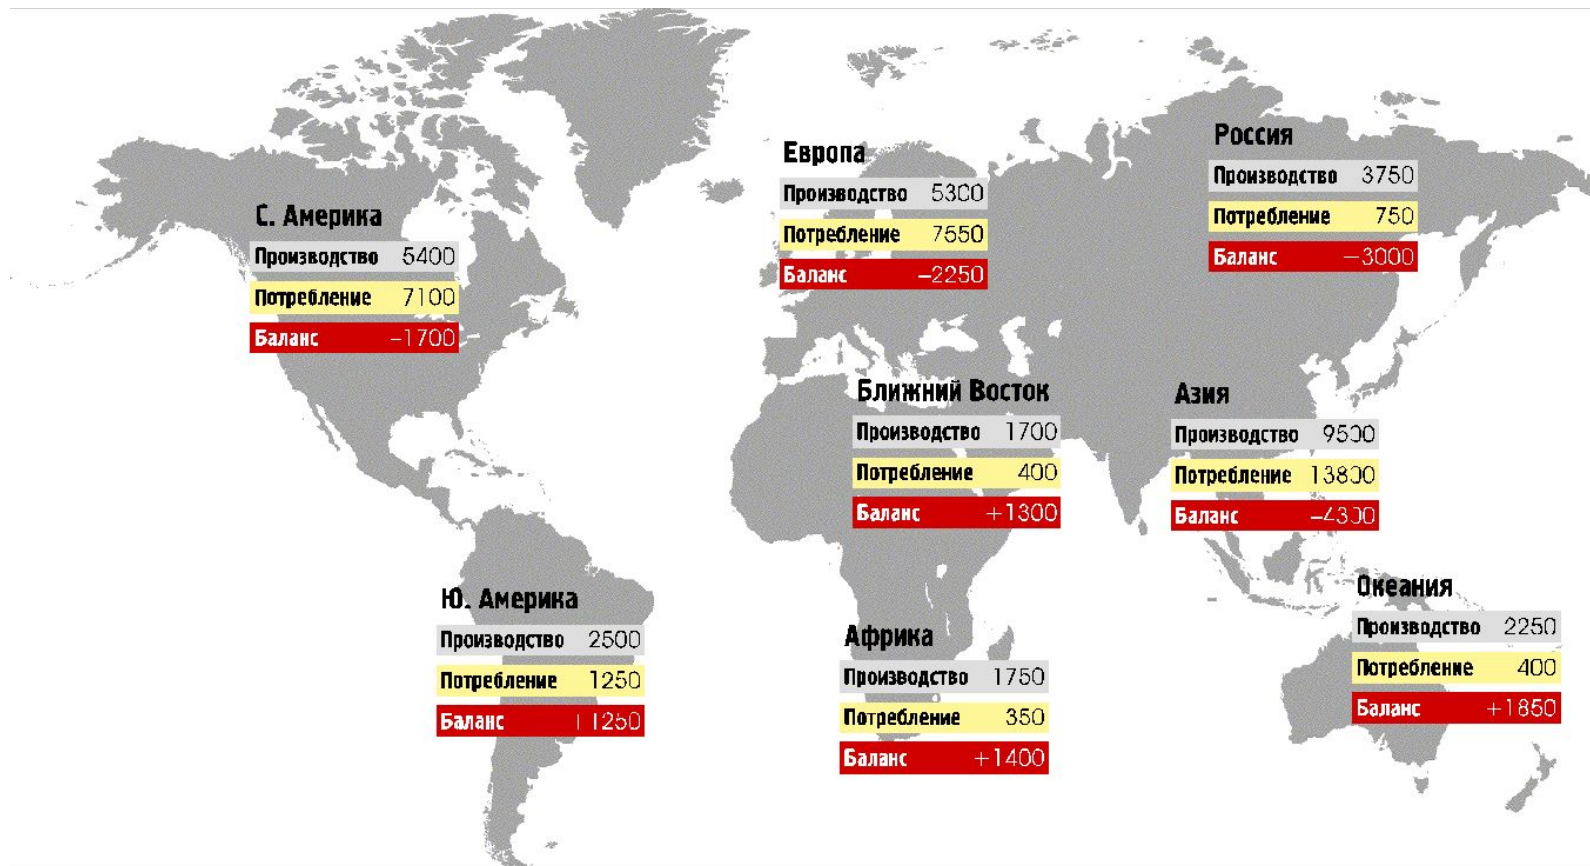 Россия
Производство 3750
Потребление 750
Баланс –3000
Европа
Производство 5300
Потребление 7550
Баланс –2250
С. Америка
Производство 5400
Потребление 7100
Баланс –1700
Ближний Восток
Производство 1700
Потребление 400
Баланс +1300
Азия
Производство 9500
Потребление 13800
Баланс –4300
Ю. Америка
Производство 2500
Потребление 1250
Баланс +1250
Африка
Производство 1750
Потребление 350
Баланс +1400
Океания
Производство 2250
Потребление 400
Баланс +1850